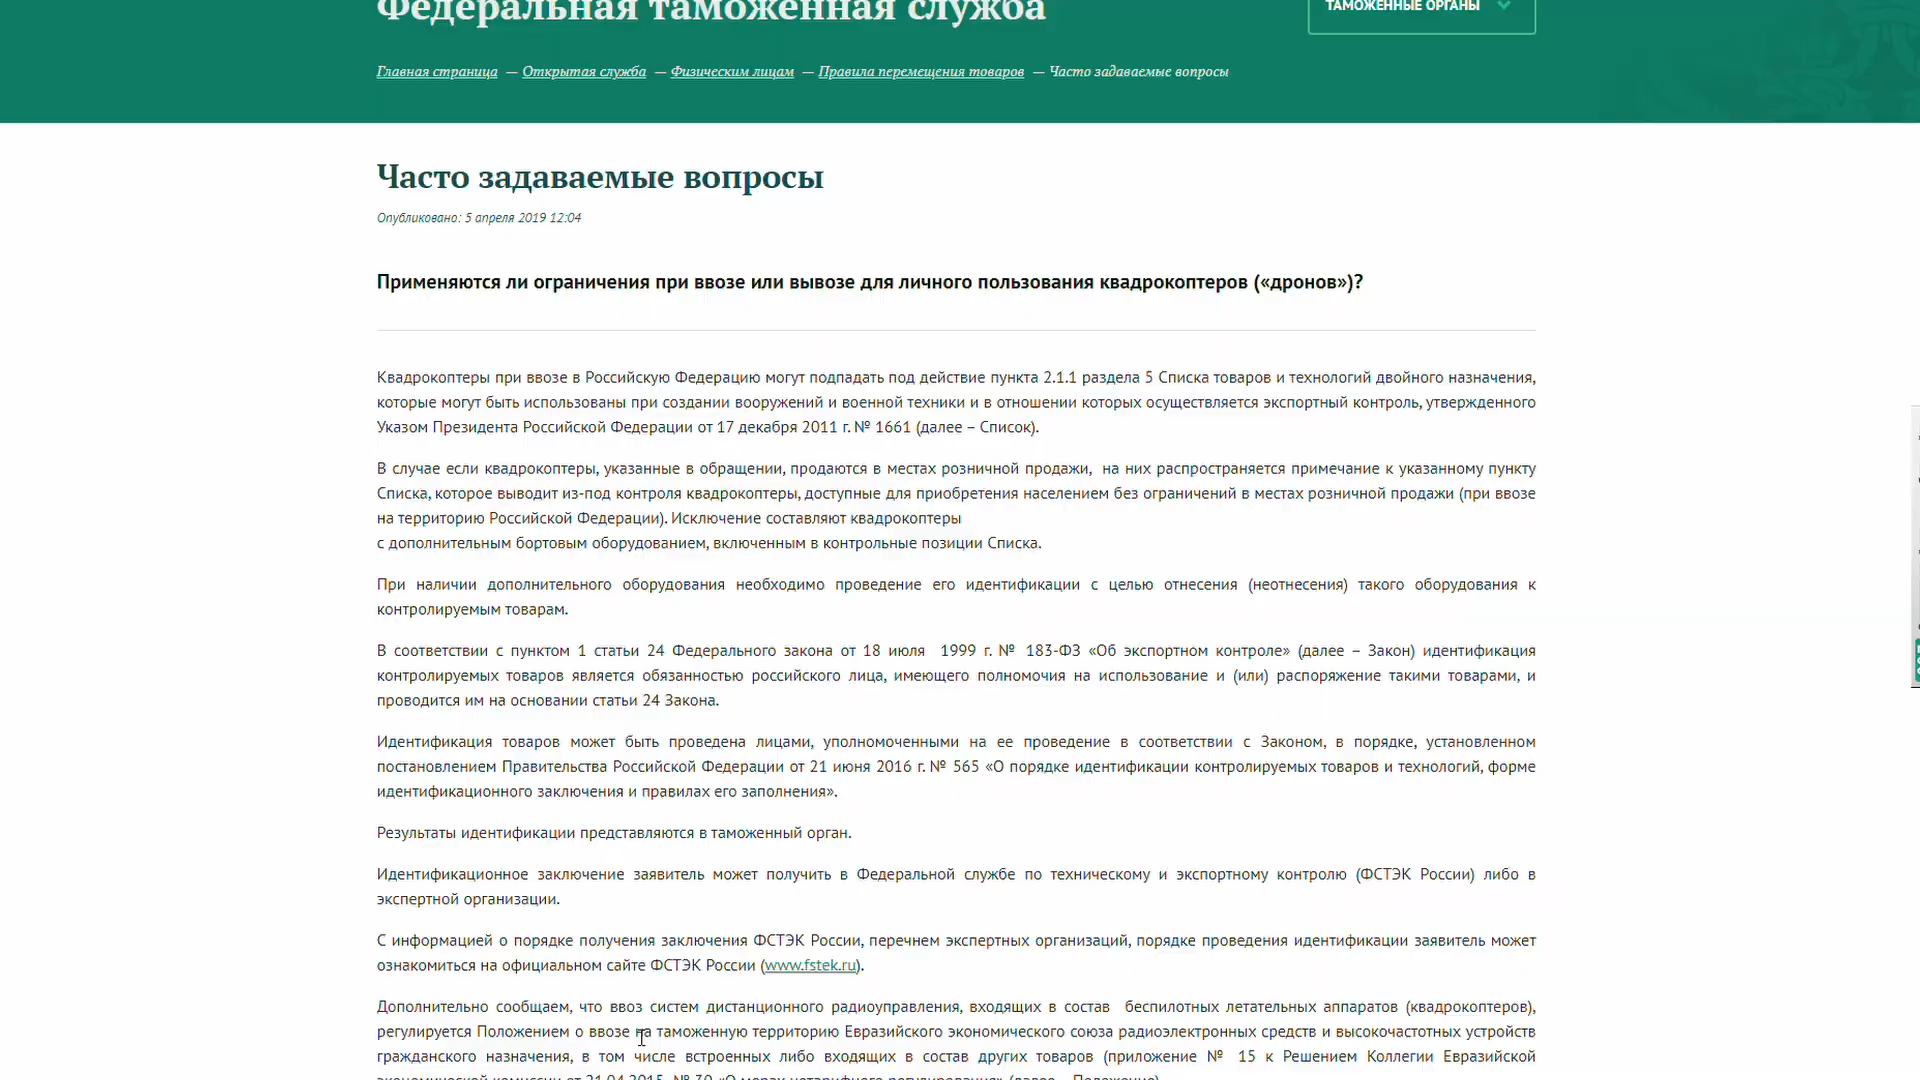 Федеральная таможенная служба
ТАМОЖЕННЫЕ ОРГАНЫ
Главная страница — Открытая служба — Физическим лицам — Правила перемещения товаров — Часто задаваемые вопросы
Часто задаваемые вопросы
Опубликовано: 5 апреля 2019 12:04
Применяются ли ограничения при ввозе или вывозе для личного пользования квадрокоптеров («дронов»)?
Квадрокоптеры при ввозе в Российскую Федерацию могут подпадать под действие пункта 2.1.1 раздела 5 Списка товаров и технологий двойного назначения,
которые могут быть использованы при создании вооружений и военной техники и в отношении которых осуществляется экспортный контроль, утвержденного
Указом Президента Российской Федерации от 17 декабря 2011 г. № 1661 (далее – Список).
В случае если квадрокоптеры, указанные в обращении, продаются в местах розничной продажи, на них распространяется примечание к указанному пункту
Списка, которое выводит из-под контроля квадрокоптеры, доступные для приобретения населением без ограничений в местах розничной продажи (при ввозе
на территорию Российской Федерации). Исключение составляют квадрокоптеры
с дополнительным бортовым оборудованием, включенным в контрольные позиции Списка.
При наличии дополнительного оборудования необходимо проведение его идентификации с целью отнесения (неотнесения) такого оборудования к
контролируемым товарам.
В соответствии с пунктом 1 статьи 24 Федерального закона от 18 июля 1999 г. № 183-ФЗ «Об экспортном контроле» (далее – Закон) идентификация
контролируемых товаров является обязанностью российского лица, имеющего полномочия на использование и (или) распоряжение такими товарами, и
проводится им на основании статьи 24 Закона.
Идентификация товаров может быть проведена лицами, уполномоченными на ее проведение в соответствии с Законом, в порядке, установленном
постановлением Правительства Российской Федерации от 21 июня 2016 г. № 565 «О порядке идентификации контролируемых товаров и технологий, форме
идентификационного заключения и правилах его заполнения».
Результаты идентификации представляются в таможенный орган.
Идентификационное заключение заявитель может получить в Федеральной службе по техническому и экспортному контролю (ФСТЭК России) либо в
экспертной организации.
С информацией о порядке получения заключения ФСТЭК России, перечнем экспертных организаций, порядке проведения идентификации заявитель может
ознакомиться на официальном сайте ФСТЭК России (www.fstek.ru).
Дополнительно сообщаем, что ввоз систем дистанционного радиоуправления, входящих в состав беспилотных летательных аппаратов (квадрокоптеров),
регулируется Положением о ввозе на таможенную территорию Евразийского экономического союза радиоэлектронных средств и высокочастотных устройств
гражданского назначения, в том числе встроенных либо входящих в состав других товаров (приложение № 15 к Решением Коллегии Евразийской
экономической комиссии от 21.04.2015 № 30 «О мерах нетарифного регулирования» (далее – Положение).